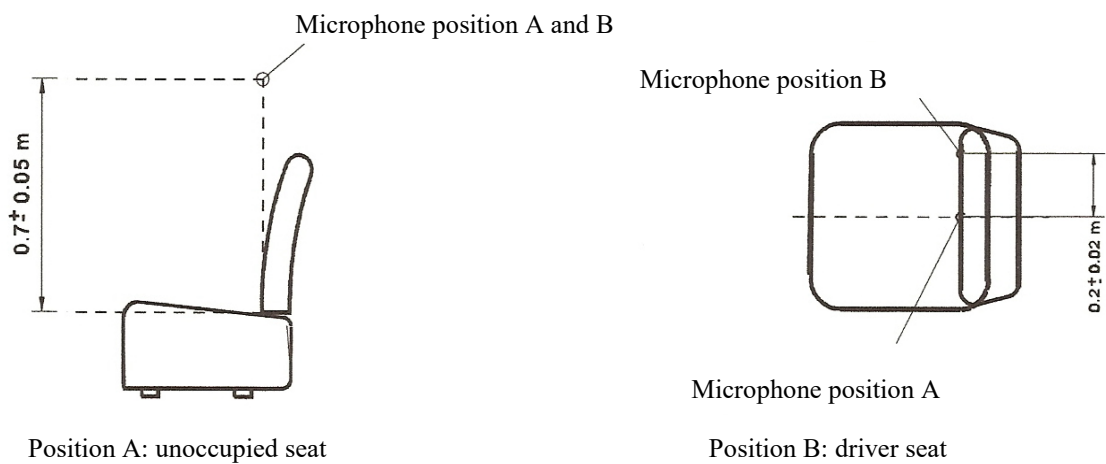 Microphone position A and B
0.7± 0.05 m
Position A: unoccupied seat
Microphone position B
0.2±0.02 m
Microphone position A
Position B: driver seat